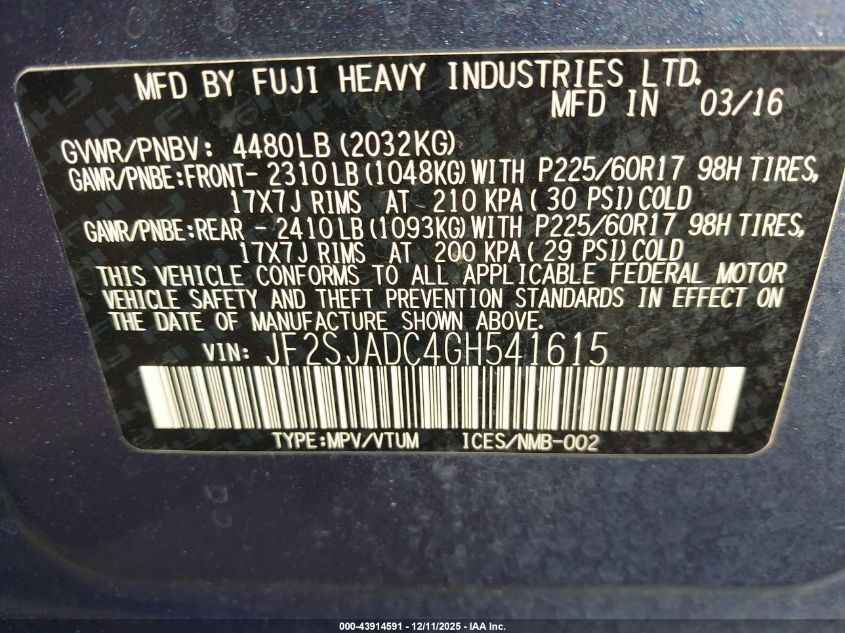 MFD BY FUJI HEAVY INDUSTRIES LTD.
MFD IN 03/16
GVWR/PNBV: 4480LB (2032KG)
GAWR/PNBE:FRONT- 2310LB (1048KG) WITH P225/60R17 98H TIRES,
17X7J RIMS AT 210 KPA ( 30 PSI) COLD
GAWR/PNBE:REAR - 2410LB (1093KG) WITH P225/60R17 98H TIRES,
17X7J RIMS AT 200 KPA ( 29 PSI) COLD
THIS VEHICLE CONFORMS TO ALL APPLICABLE FEDERAL MOTOR
VEHICLE SAFETY AND THEFT PREVENTION STANDARDS IN EFFECT ON
THE DATE OF MANUFACTURE SHOWN ABOVE.
VIN: JF2SJADC4GH541615
TYPE:MPV/VTUM ICES/NMB-002
000-43914591 - 12/11/2025 - IAA Inc.